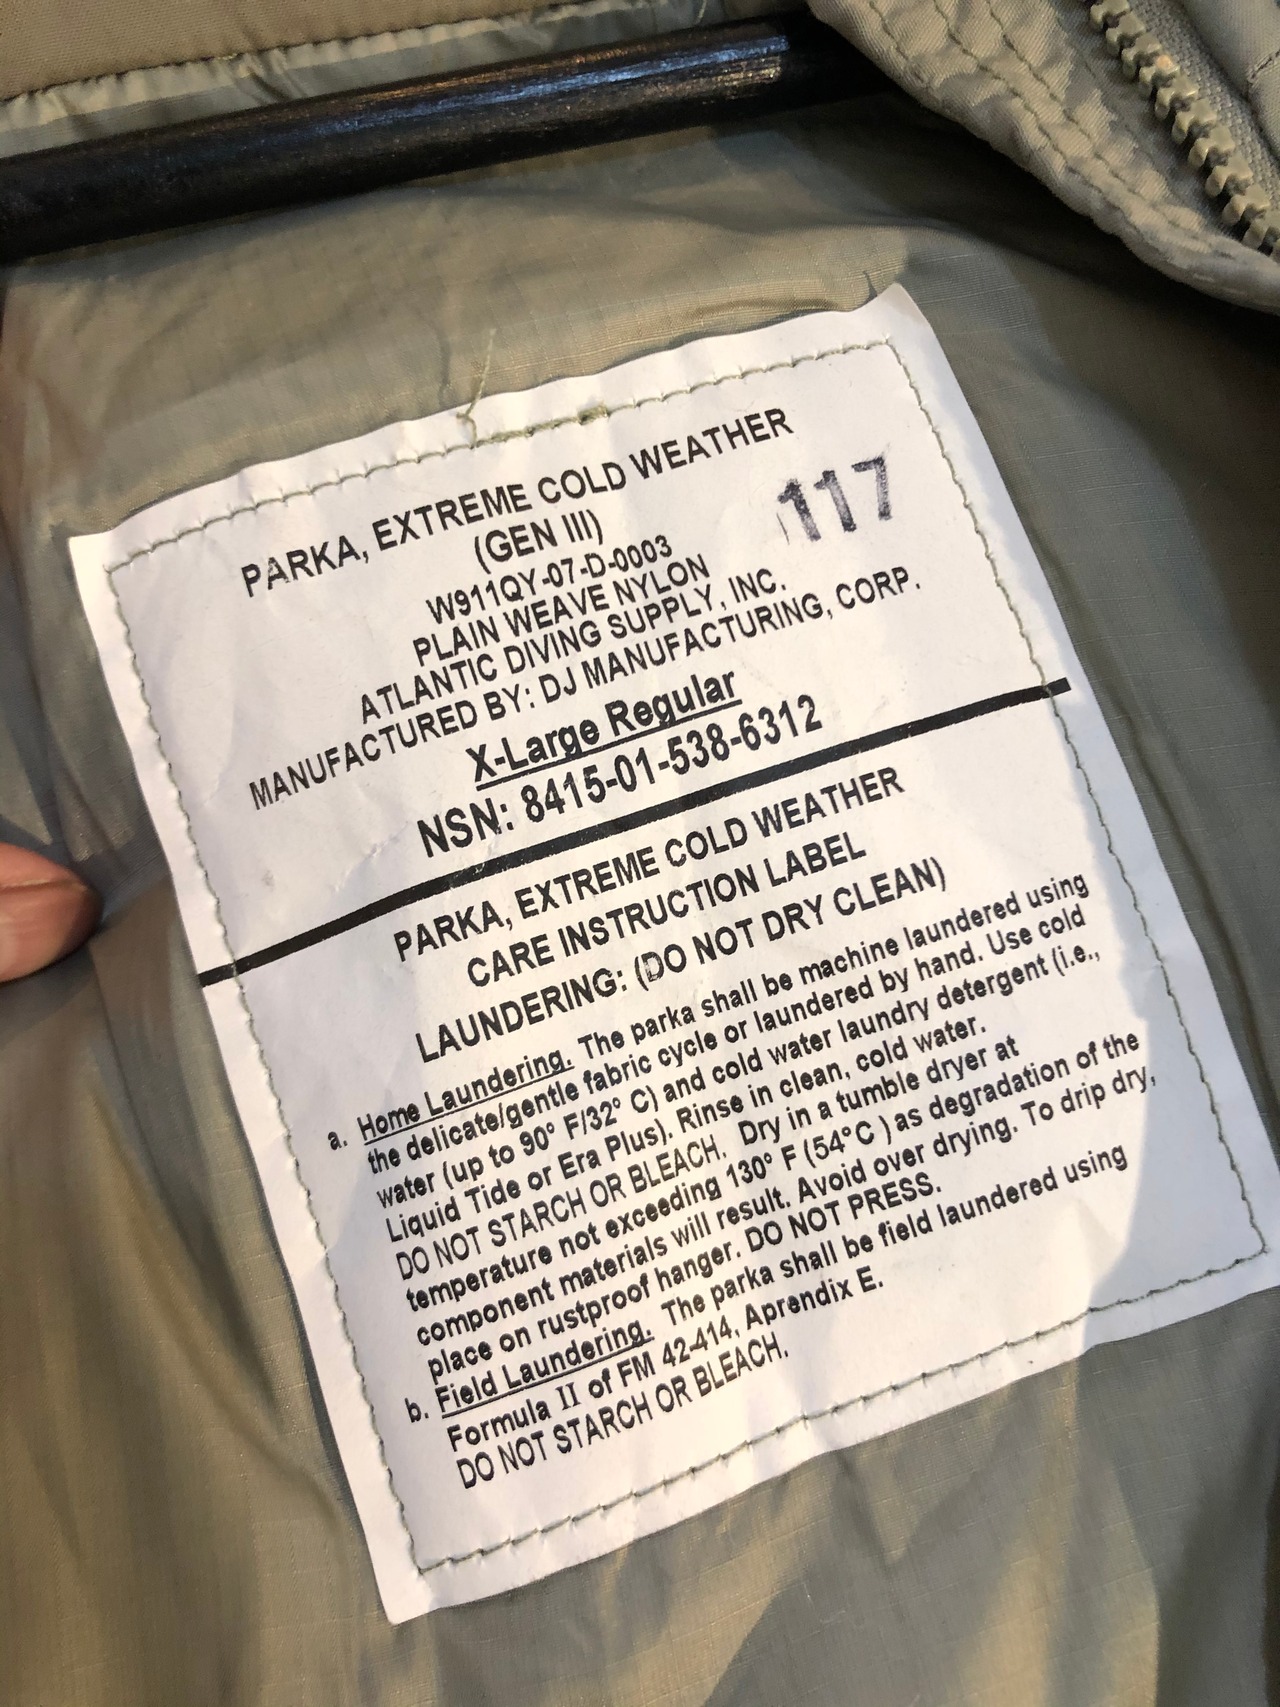 PARKA, EXTREME COLD WEATHER
(GEN III)
117
W911QY-07-D-0003
PLAIN WEAVE NYLON
ATLANTIC DIVING SUPPLY, INC.
MANUFACTURED BY: DJ MANUFACTURING, CORP.
X-Large Regular
NSN: 8415-01-538-6312
PARKA, EXTREME COLD WEATHER
CARE INSTRUCTION LABEL
LAUNDERING: (DO NOT DRY CLEAN)
a. Home Laundering. The parka shall be machine laundered using
the delicate/gentle fabric cycle or laundered by hand. Use cold
water (up to 90° F/32° C) and cold water laundry detergent (i.e.,
Liquid Tide or Era Plus). Rinse in clean, cold water.
DO NOT STARCH OR BLEACH. Dry in a tumble dryer at
temperature not exceeding 130° F (54°C ) as degradation of the
component materials will result. Avoid over drying. To drip dry,
place on rustproof hanger. DO NOT PRESS.
b. Field Laundering. The parka shall be field laundered using
Formula II of FM 42-414, Aprendix E.
DO NOT STARCH OR BLEACH.